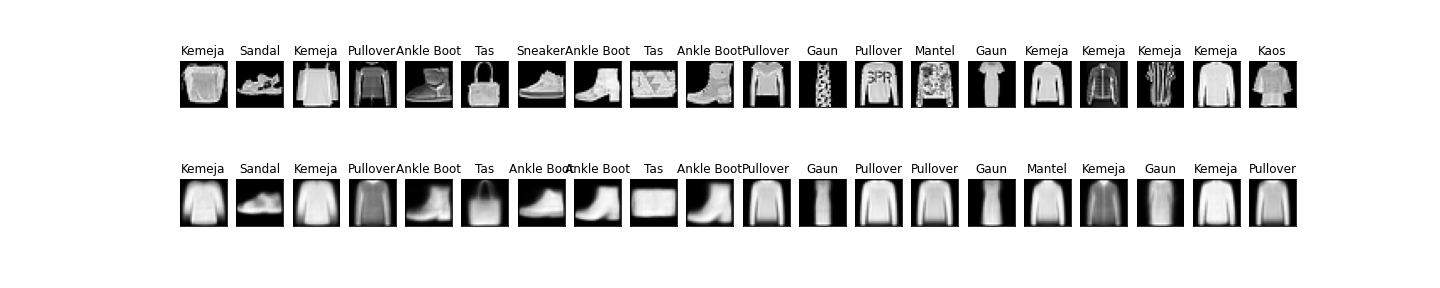 Kemeja Sandal Kemeja Pullover Ankle Boot Tas Sneaker Ankle Boot Tas Ankle Boot Pullover Gaun Pullover Mantel Gaun Kemeja Kemeja Kemeja Kemeja Kaos
SPR
Kemeja Sandal Kemeja Pullover Ankle Boot Tas Ankle Boot Ankle Boot Tas Ankle Boot Pullover Gaun Pullover Pullover Gaun Mantel Kemeja Gaun Kemeja Pullover